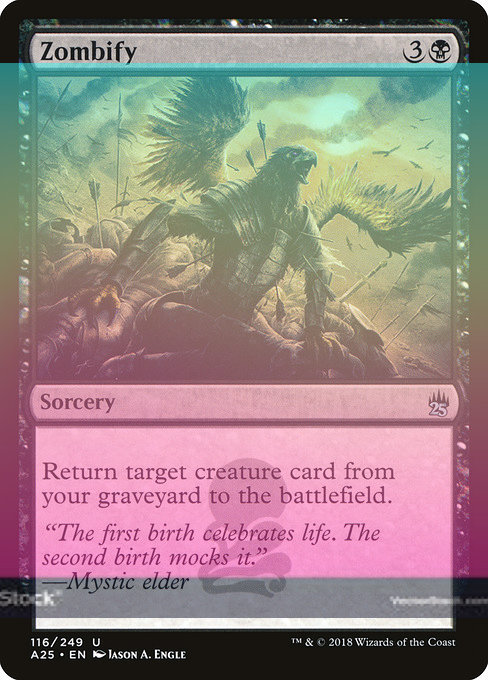 Zombify 3
Sorcery 25
Return target creature card from
your graveyard to the battlefield.
“The first birth celebrates life. The
second birth mocks it.”
—Mystic elder
Stock
116/249 U
A25 • EN Jason A. Engle
™ & © 2018 Wizards of the Coast